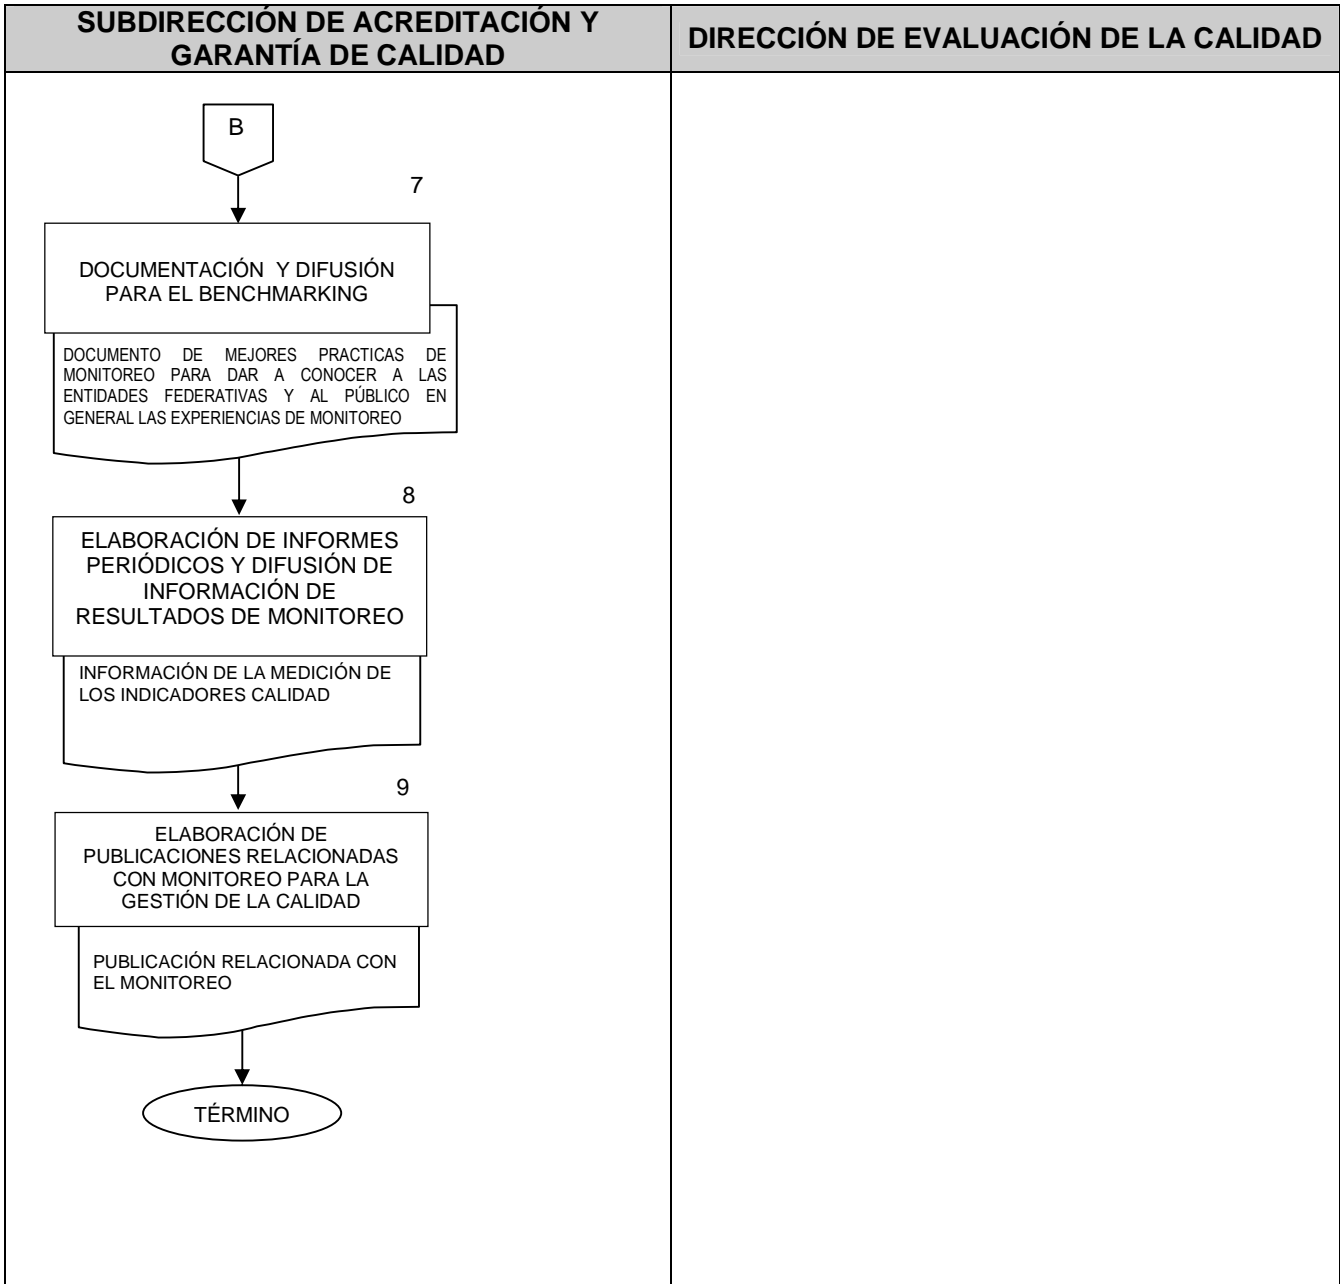 SUBDIRECCIÓN DE ACREDITACIÓN Y
GARANTÍA DE CALIDAD
DIRECCIÓN DE EVALUACIÓN DE LA CALIDAD
B
7
DOCUMENTACIÓN Y DIFUSIÓN
PARA EL BENCHMARKING
DOCUMENTO DE MEJORES PRACTICAS DE
MONITOREO PARA DAR A CONOCER A LAS
ENTIDADES FEDERATIVAS Y AL PÚBLICO EN
GENERAL LAS EXPERIENCIAS DE MONITOREO
8
ELABORACIÓN DE INFORMES
PERIÓDICOS Y DIFUSIÓN DE
INFORMACIÓN DE
RESULTADOS DE MONITOREO
INFORMACIÓN DE LA MEDICIÓN DE
LOS INDICADORES CALIDAD
9
ELABORACIÓN DE
PUBLICACIONES RELACIONADAS
CON MONITOREO PARA LA
GESTIÓN DE LA CALIDAD
PUBLICACIÓN RELACIONADA CON
EL MONITOREO
TÉRMINO